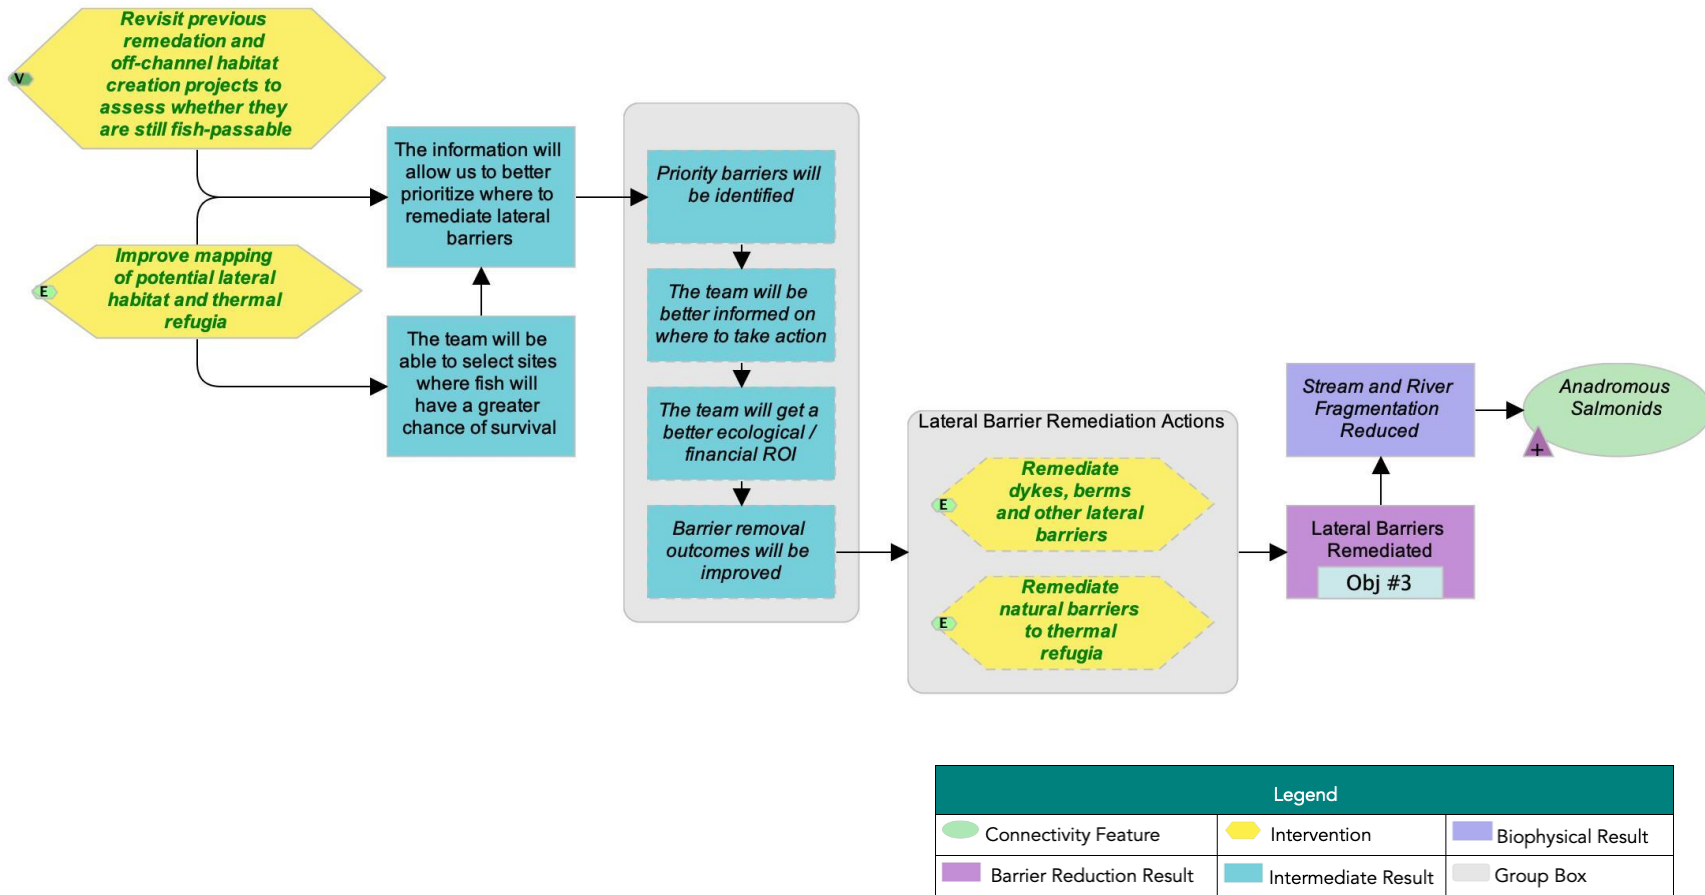 Revisit previous
remedation and
off-channel habitat
creation projects to
assess whether they
are still fish-passable
V
Improve mapping
of potential lateral
habitat and thermal
refugia
E
The information will
allow us to better
prioritize where to
remediate lateral
barriers
The team will be
able to select sites
where fish will
have a greater
chance of survival
Priority barriers will
be identified
The team will be
better informed on
where to take action
The team will get a
better ecological /
financial ROI
Barrier removal
outcomes will be
improved
Lateral Barrier Remediation Actions
Remediate
dykes, berms
and other lateral
barriers
E
Remediate
natural barriers
to thermal
refugia
E
Stream and River
Fragmentation
Reduced
Lateral Barriers
Remediated
Obj #3
Anadromous
Salmonids
+
Legend
Connectivity Feature
Intervention
Biophysical Result
Barrier Reduction Result
Intermediate Result
Group Box